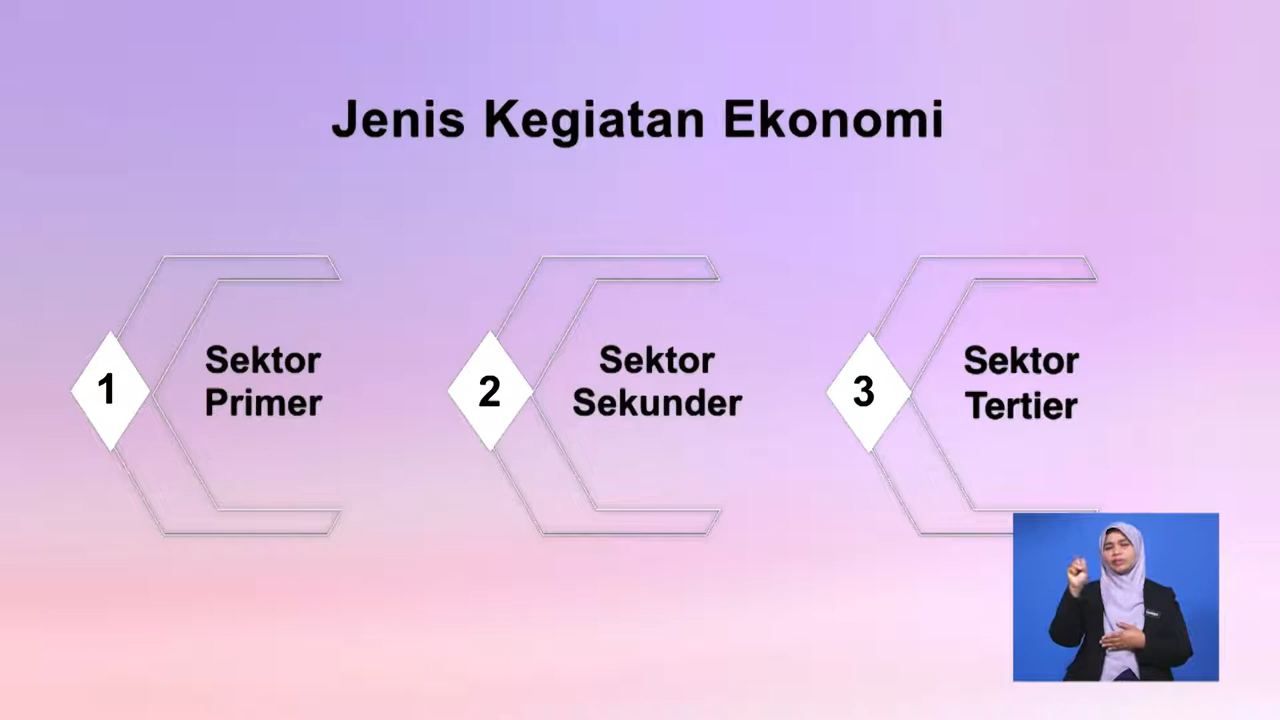 Jenis Kegiatan Ekonomi
1
Sektor
Primer
2
Sektor
Sekunder
3
Sektor
Tertier